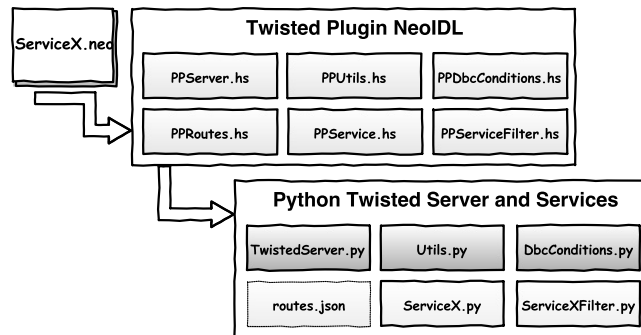 Twisted Plugin NeoIDL
ServiceX.neo
PPServer.hs PPUtils.hs PPDbcConditions.hs
PPRoutes.hs PPService.hs PPServiceFilter.hs
Python Twisted Server and Services
TwistedServer.py Utils.py DbcConditions.py
routes.json ServiceX.py ServiceXFilter.py